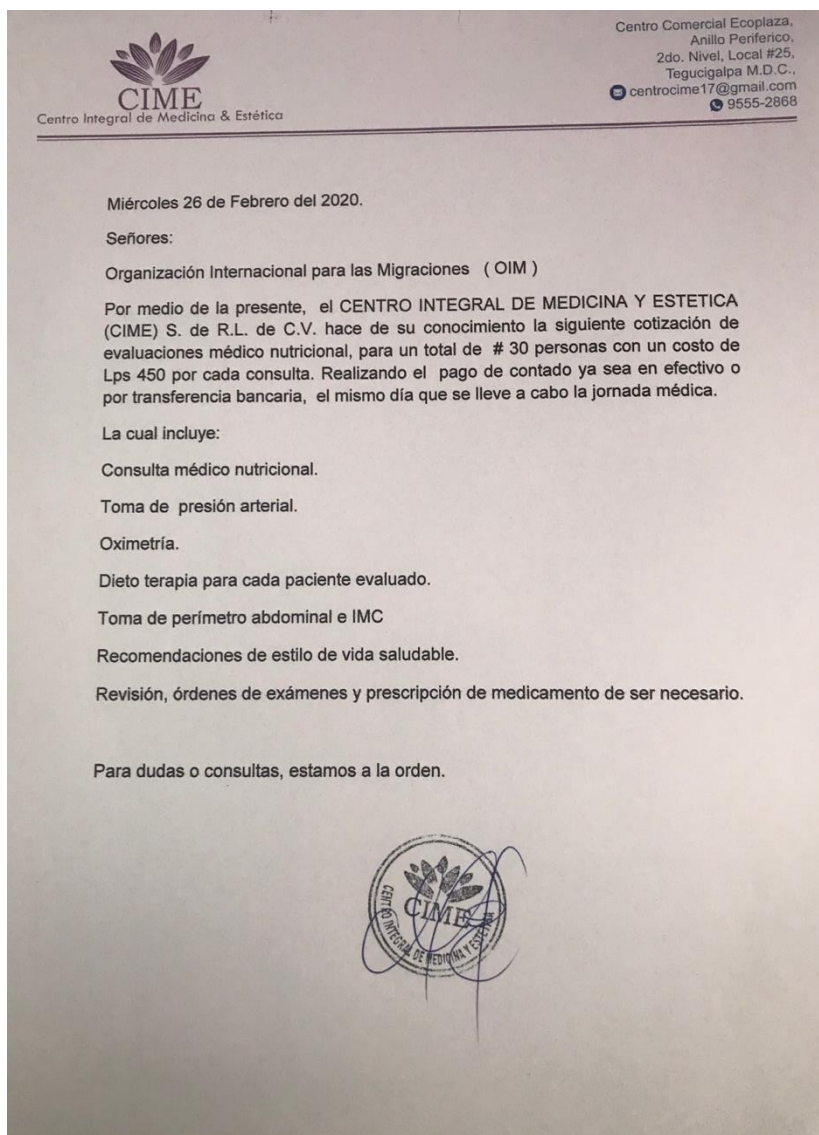 CIME
Centro Integral de Medicina & Estética
Centro Comercial Ecoplaza,
Anillo Periferico,
2do. Nivel, Local #25,
Tegucigalpa M.D.C.,
centrocime17@gmail.com
9555-2868
Miércoles 26 de Febrero del 2020.
Señores:
Organización Internacional para las Migraciones ( OIM )
Por medio de la presente, el CENTRO INTEGRAL DE MEDICINA Y ESTETICA
(CIME) S. de R.L. de C.V. hace de su conocimiento la siguiente cotización de
evaluaciones médico nutricional, para un total de # 30 personas con un costo de
Lps 450 por cada consulta. Realizando el pago de contado ya sea en efectivo o
por transferencia bancaria, el mismo día que se lleve a cabo la jornada médica.
La cual incluye:
Consulta médico nutricional.
Toma de presión arterial.
Oximetría.
Dieto terapia para cada paciente evaluado.
Toma de perímetro abdominal e IMC
Recomendaciones de estilo de vida saludable.
Revisión, órdenes de exámenes y prescripción de medicamento de ser necesario.
Para dudas o consultas, estamos a la orden.
CIME
CENTRO INTEGRAL DE MEDICINA Y ESTETICA